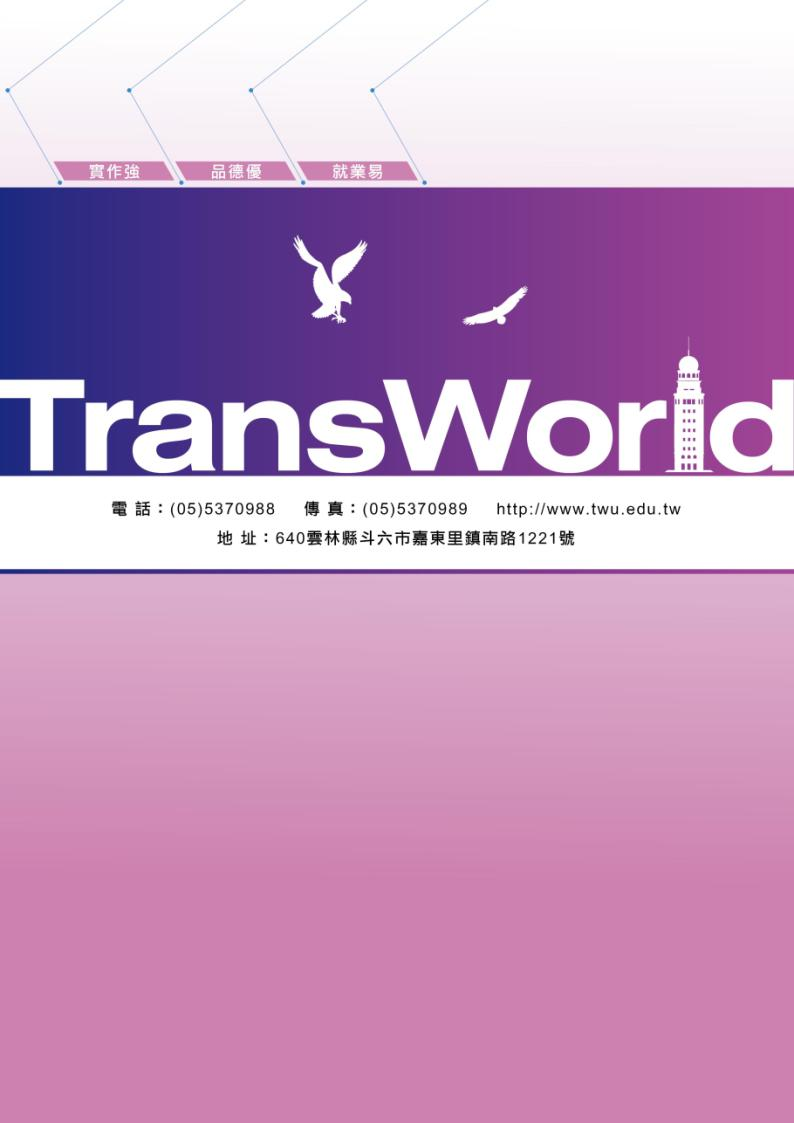 實作強 品德優 就業易
TransWorld
電 話：(05)5370988 傳 真：(05)5370989 http://www.twu.edu.tw
地 址：640雲林縣斗六市嘉東里鎮南路1221號